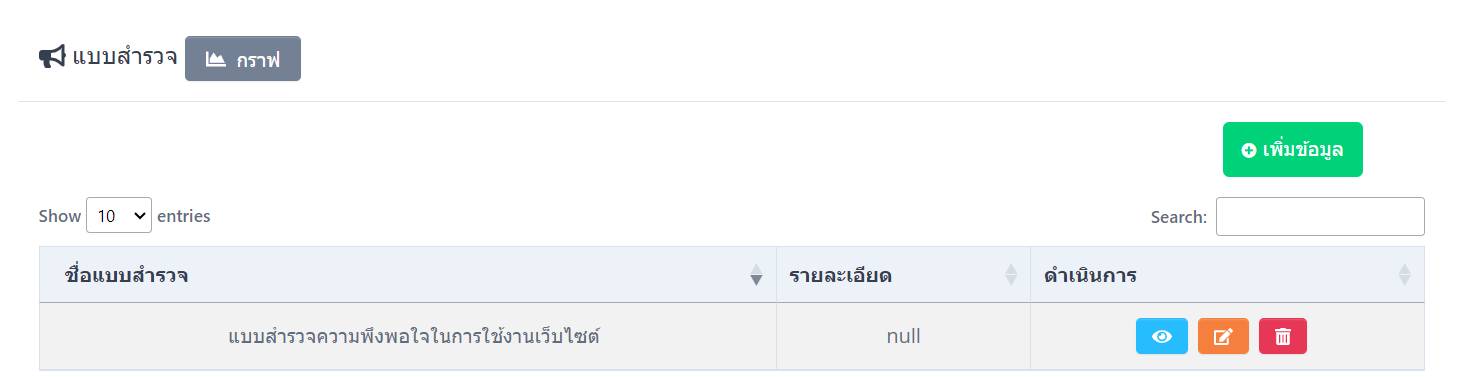 แบบสำรวจ กราฟ
เพิ่มข้อมูล
Show 10 entries Search:
ชื่อแบบสำรวจ รายละเอียด ดำเนินการ
แบบสำรวจความพึงพอใจในการใช้งานเว็บไซต์ null